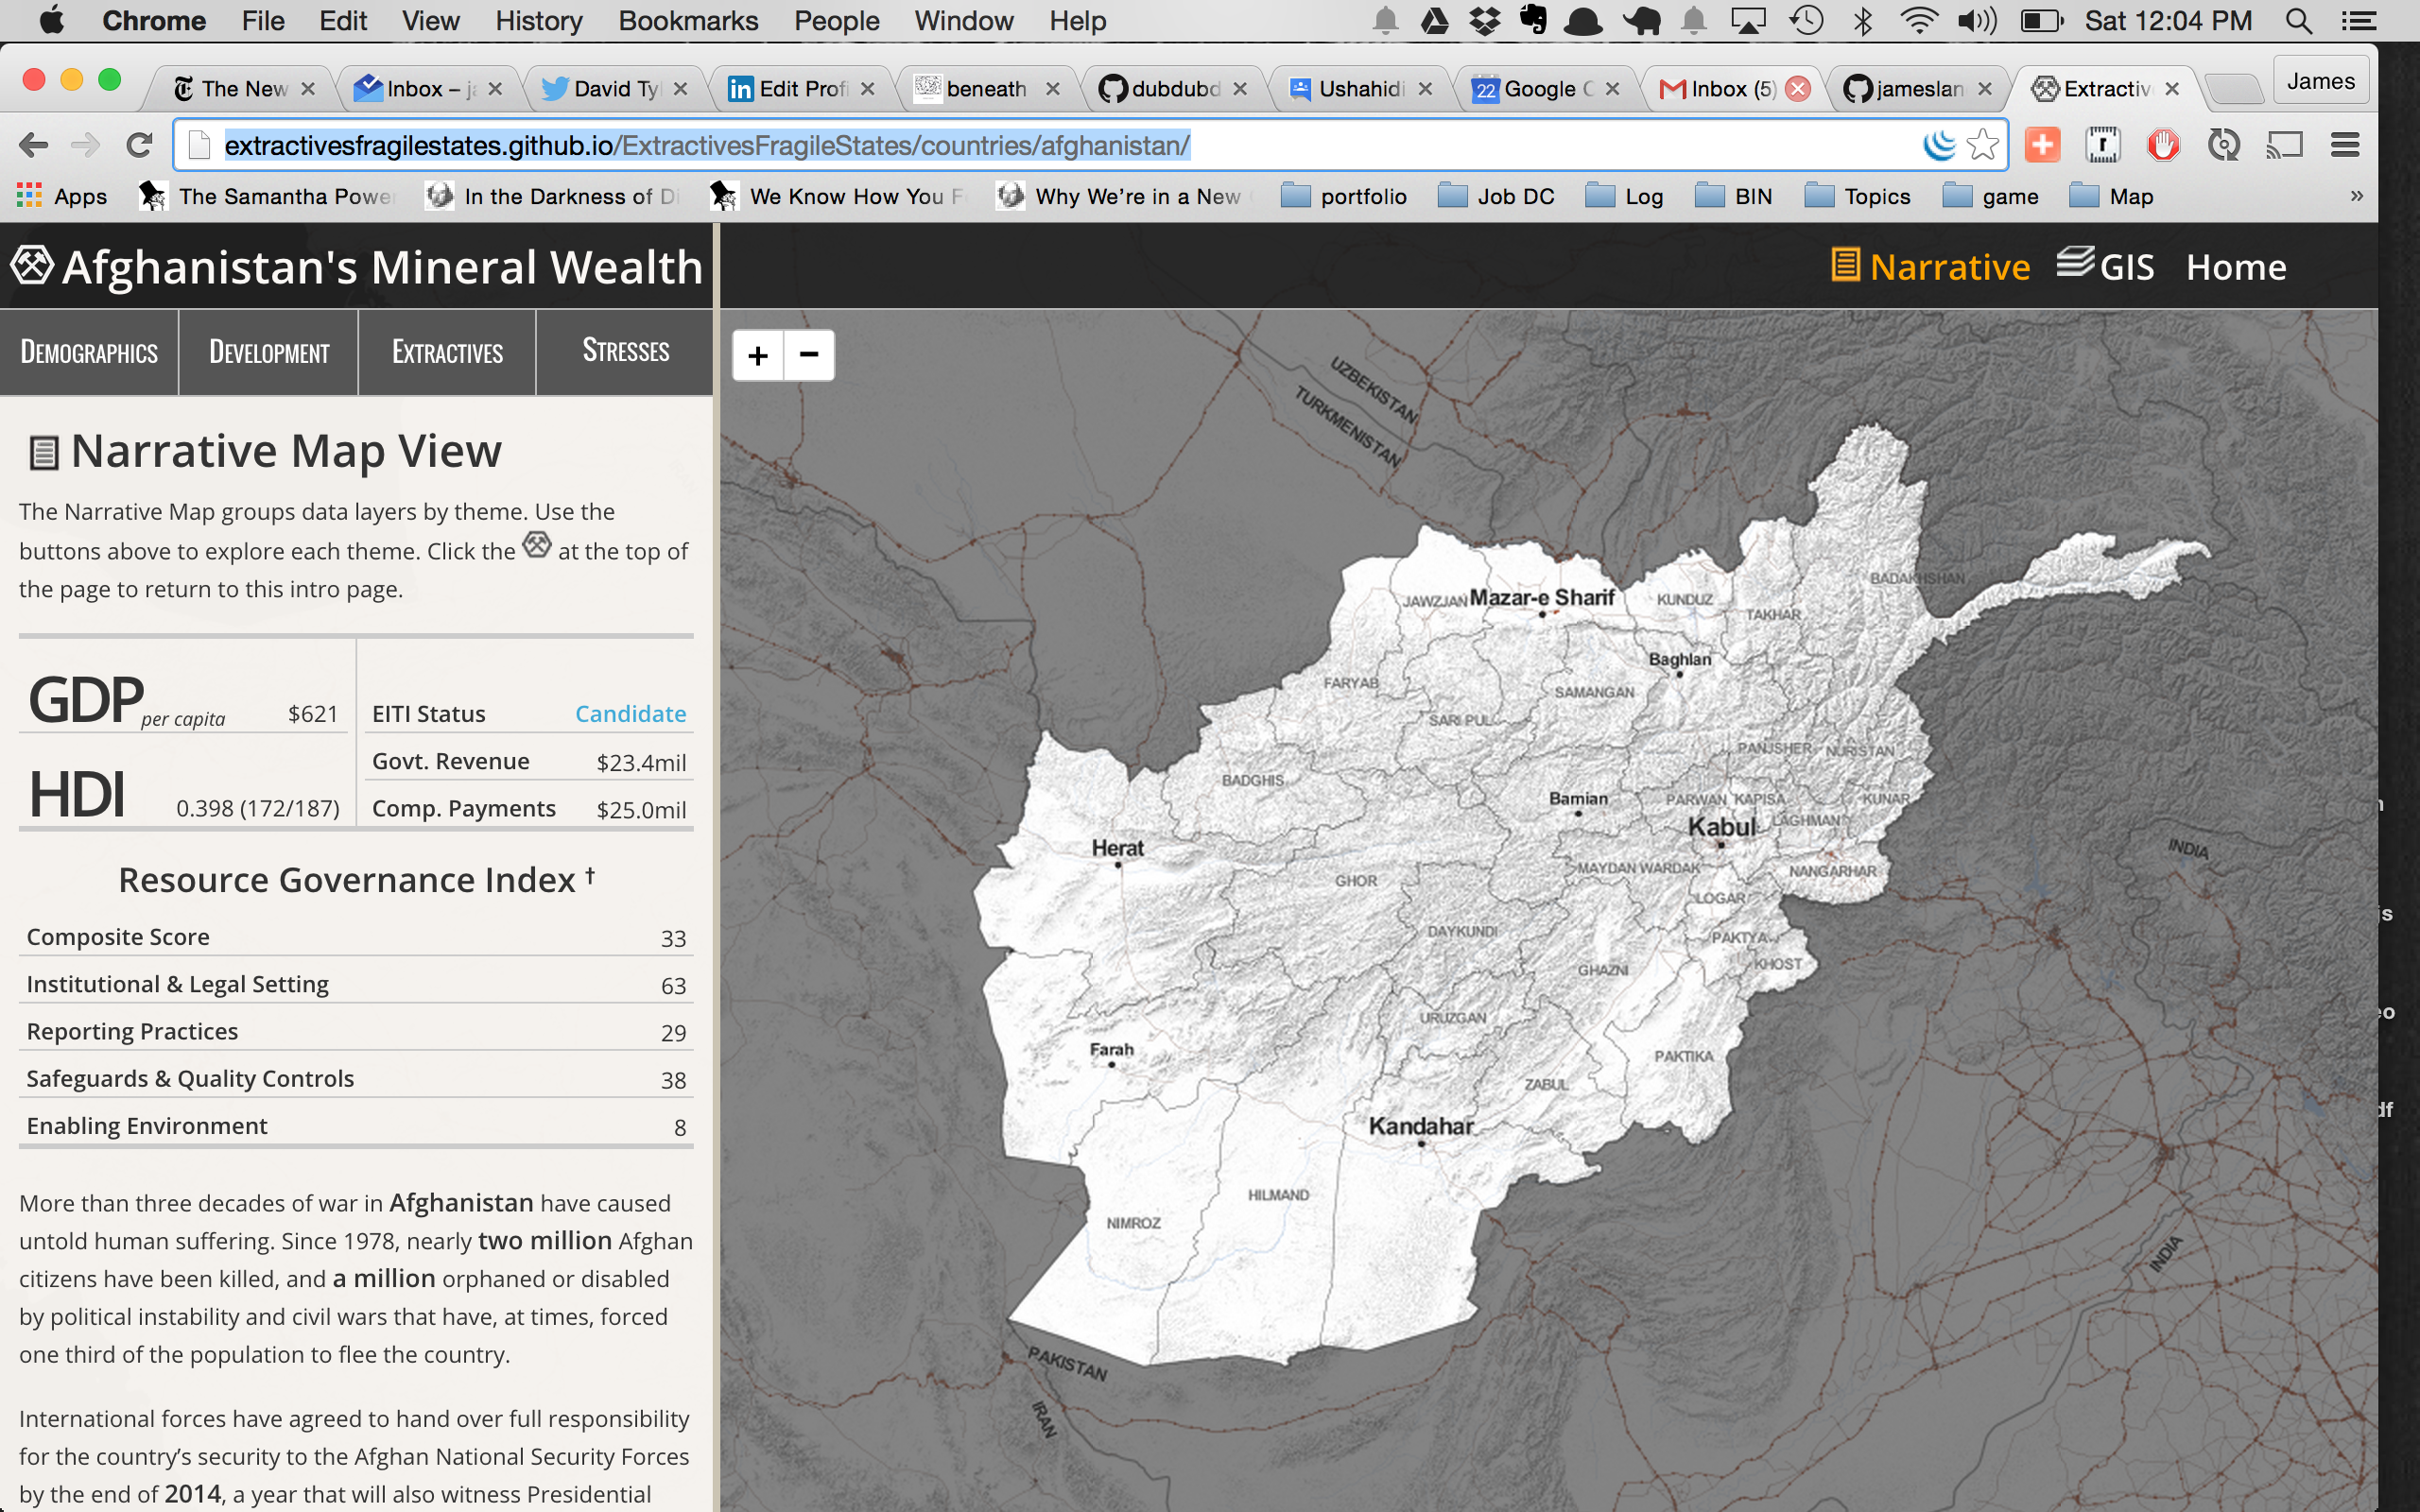 Chrome File Edit View History Bookmarks People Window Help Sat 12:04 PM
The New Inbox – ja David Tyl Edit Profi beneath dubdubd Ushahidi 22 Google C Inbox (5) jameslan Extractiv James
extractivesfragilestates.github.io/ExtractivesFragileStates/countries/afghanistan/
Apps The Samantha Power In the Darkness of Di We Know How You F Why We're in a New portfolio Job DC Log BIN Topics game Map »
Afghanistan's Mineral Wealth
Narrative GIS Home
Demographics Development Extractives Stresses
+ −
Narrative Map View
The Narrative Map groups data layers by theme. Use the
buttons above to explore each theme. Click the at the top of
the page to return to this intro page.
GDP per capita $621
HDI 0.398 (172/187)
EITI Status Candidate
Govt. Revenue $23.4mil
Comp. Payments $25.0mil
Resource Governance Index †
Composite Score 33
Institutional & Legal Setting 63
Reporting Practices 29
Safeguards & Quality Controls 38
Enabling Environment 8
More than three decades of war in Afghanistan have caused
untold human suffering. Since 1978, nearly two million Afghan
citizens have been killed, and a million orphaned or disabled
by political instability and civil wars that have, at times, forced
one third of the population to flee the country.
International forces have agreed to hand over full responsibility
for the country's security to the Afghan National Security Forces
by the end of 2014, a year that will also witness Presidential
UZBEKISTAN
TURKMENISTAN
BADAKHSHAN
JAWZJAN Mazar-e Sharif KUNDUZ
TAKHAR
Baghlan
FARYAB
SAMANGAN
SARI PUL
PANJSHER NURISTAN
BADGHIS
Bamian PARWAN KAPISA KUNAR
Kabul LAGHMAN
Herat
INDIA
MAYDAN WARDAK NANGARHAR
GHOR
LOGAR
DAYKUNDI PAKTYA
KHOST
GHAZNI
URUZGAN
Farah
PAKTIKA
ZABUL
Kandahar
HILMAND
NIMROZ
INDIA
PAKISTAN
IRAN
js
eo
df